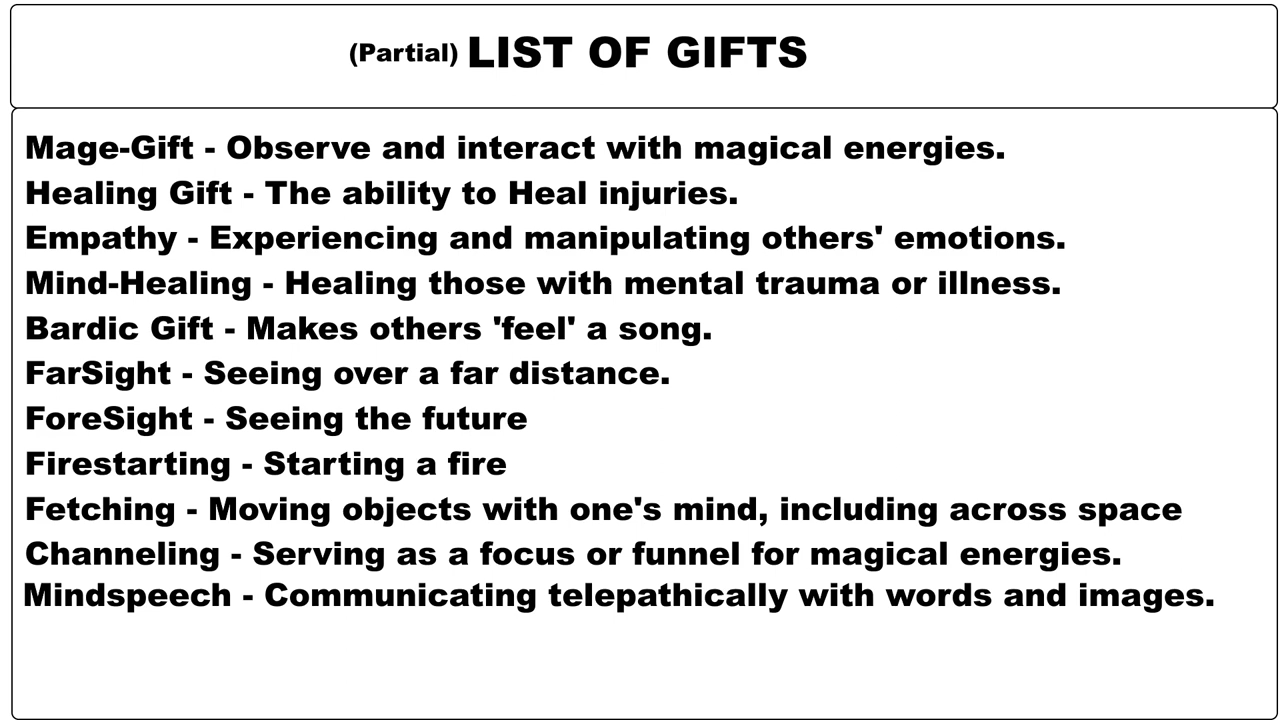 (Partial) LIST OF GIFTS
Mage-Gift - Observe and interact with magical energies.
Healing Gift - The ability to Heal injuries.
Empathy - Experiencing and manipulating others' emotions.
Mind-Healing - Healing those with mental trauma or illness.
Bardic Gift - Makes others 'feel' a song.
FarSight - Seeing over a far distance.
ForeSight - Seeing the future
Firestarting - Starting a fire
Fetching - Moving objects with one's mind, including across space
Channeling - Serving as a focus or funnel for magical energies.
Mindspeech - Communicating telepathically with words and images.